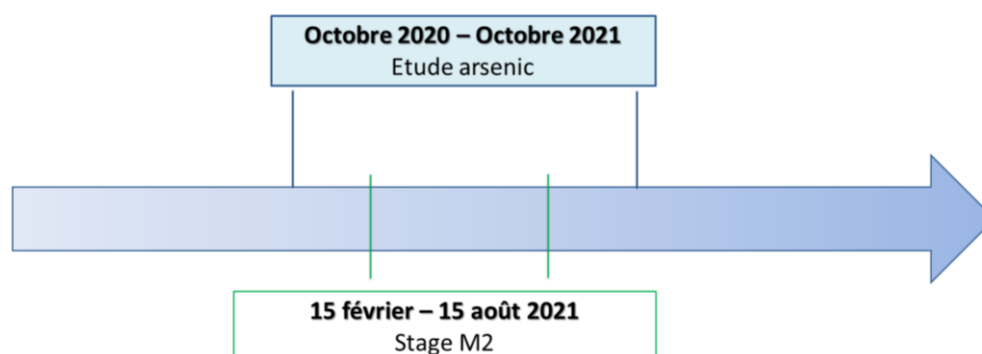 Octobre 2020 – Octobre 2021
Etude arsenic
15 février – 15 août 2021
Stage M2